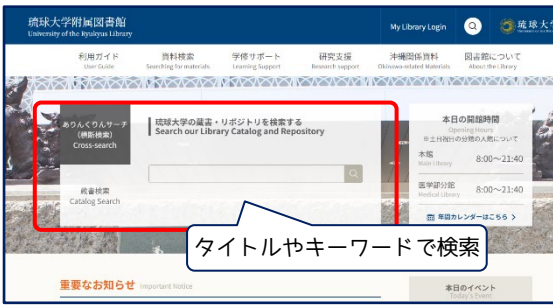 琉球大学附属図書館
University of the Ryukyus Library
My Library Login
琉球大
利用ガイド
User Guide
資料検索
Searching for materials
学修サポート
Learning Support
研究支援
Research support
沖縄関係資料
Okinawa-related Materials
図書館について
About the Library
ありんくりんサーチ
(横断検索)
Cross-search
琉球大学の蔵書・リポジトリを検索する
Search our Library Catalog and Repository
蔵書検索
Catalog Search
本日の開館時間
Opening Hours
※土日祝日の分館の入館について
本館
Main Library
8:00~21:40
医学部分館
Medical Library
8:00~21:40
年間カレンダーはこちら
タイトルやキーワードで検索
重要なお知らせ Important Notice
本日のイベント
Today's Event